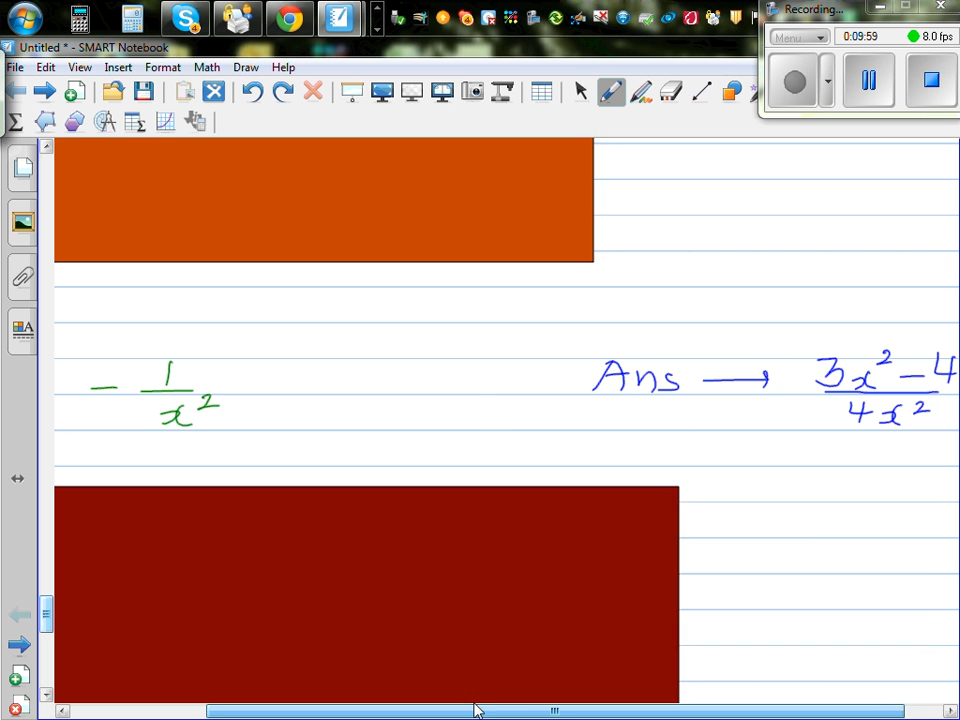 Recording...
Menu
0:09:59
8.0 fps
Untitled * - SMART Notebook
File Edit View Insert Format Math Draw Help
- 1/x² Ans → 3x² - 4/4x²